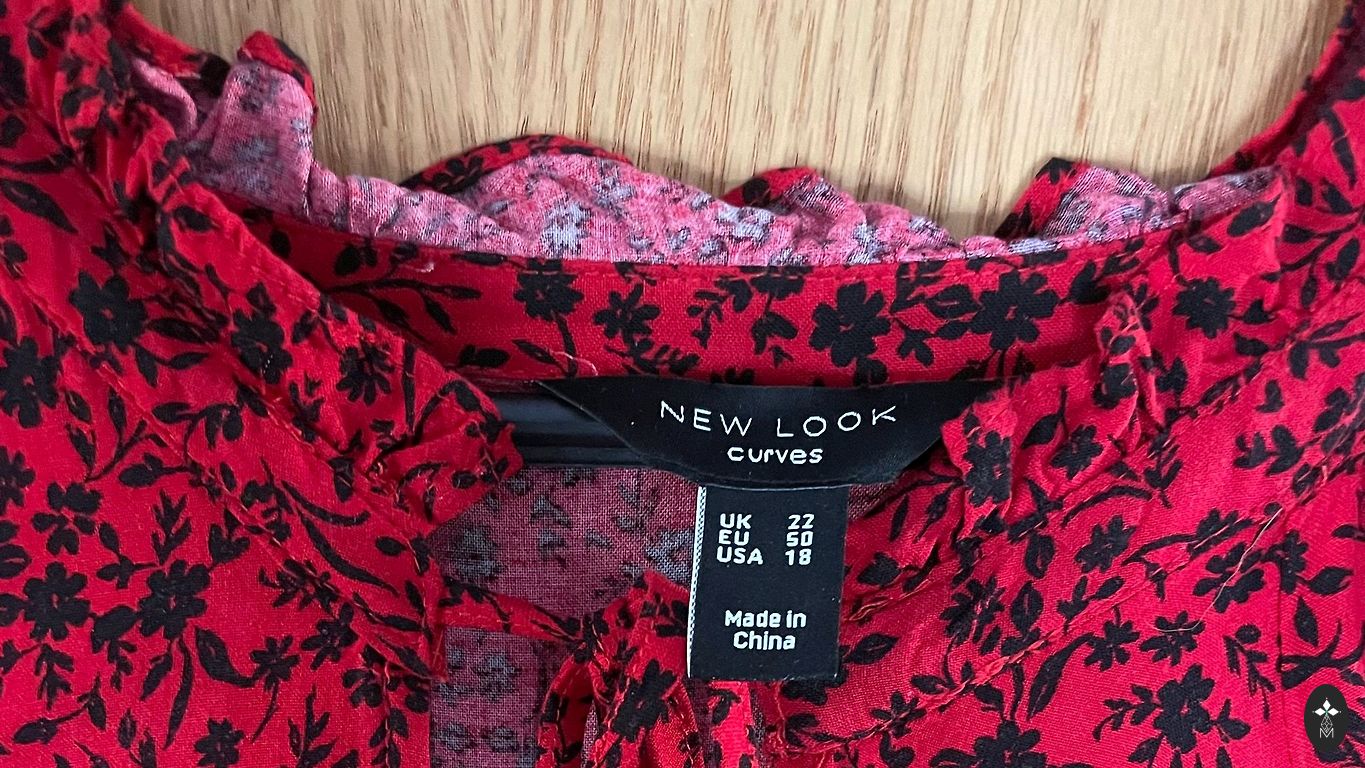 NEW LOOK
curves
UK 22
EU 50
USA 18
Made in
China
M